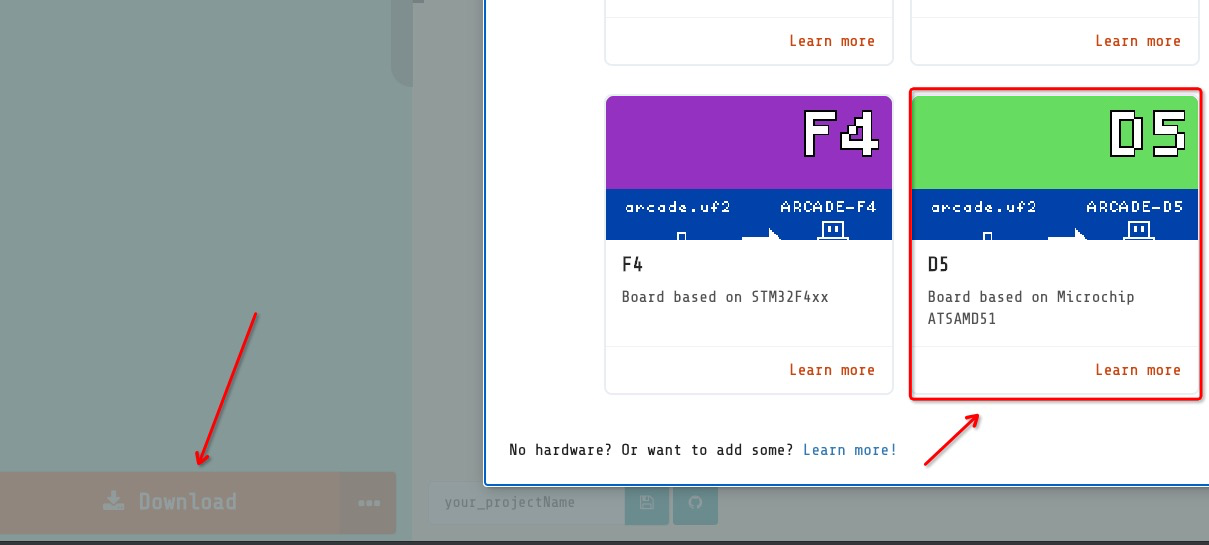 Learn more
Learn more
F4
D5
arcade.uf2 ARCADE-F4
arcade.uf2 ARCADE-D5
F4
Board based on STM32F4xx
D5
Board based on Microchip
ATSAMD51
Learn more
Learn more
No hardware? Or want to add some? Learn more!
Download
your_projectName